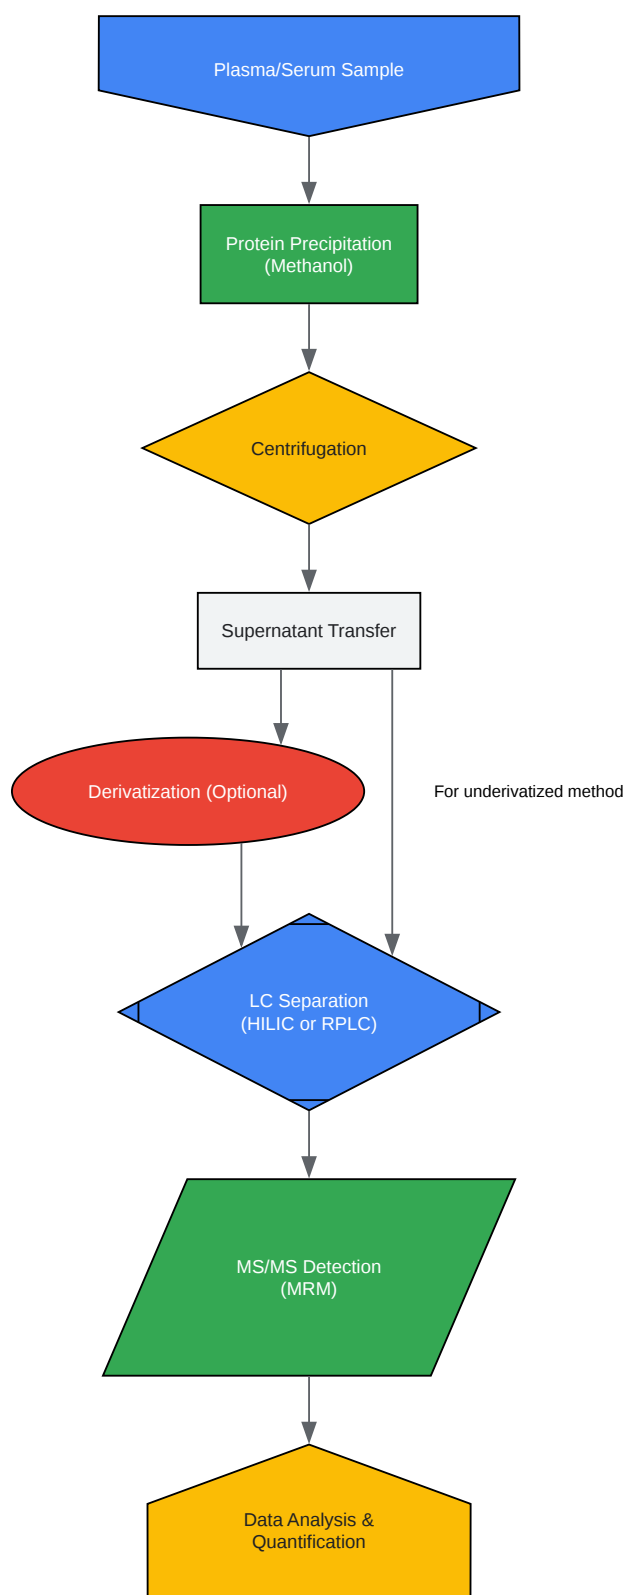 Plasma/Serum Sample
Protein Precipitation
(Methanol)
Centrifugation
Supernatant Transfer
Derivatization (Optional)
For underivatized method
LC Separation
(HILIC or RPLC)
MS/MS Detection
(MRM)
Data Analysis &
Quantification